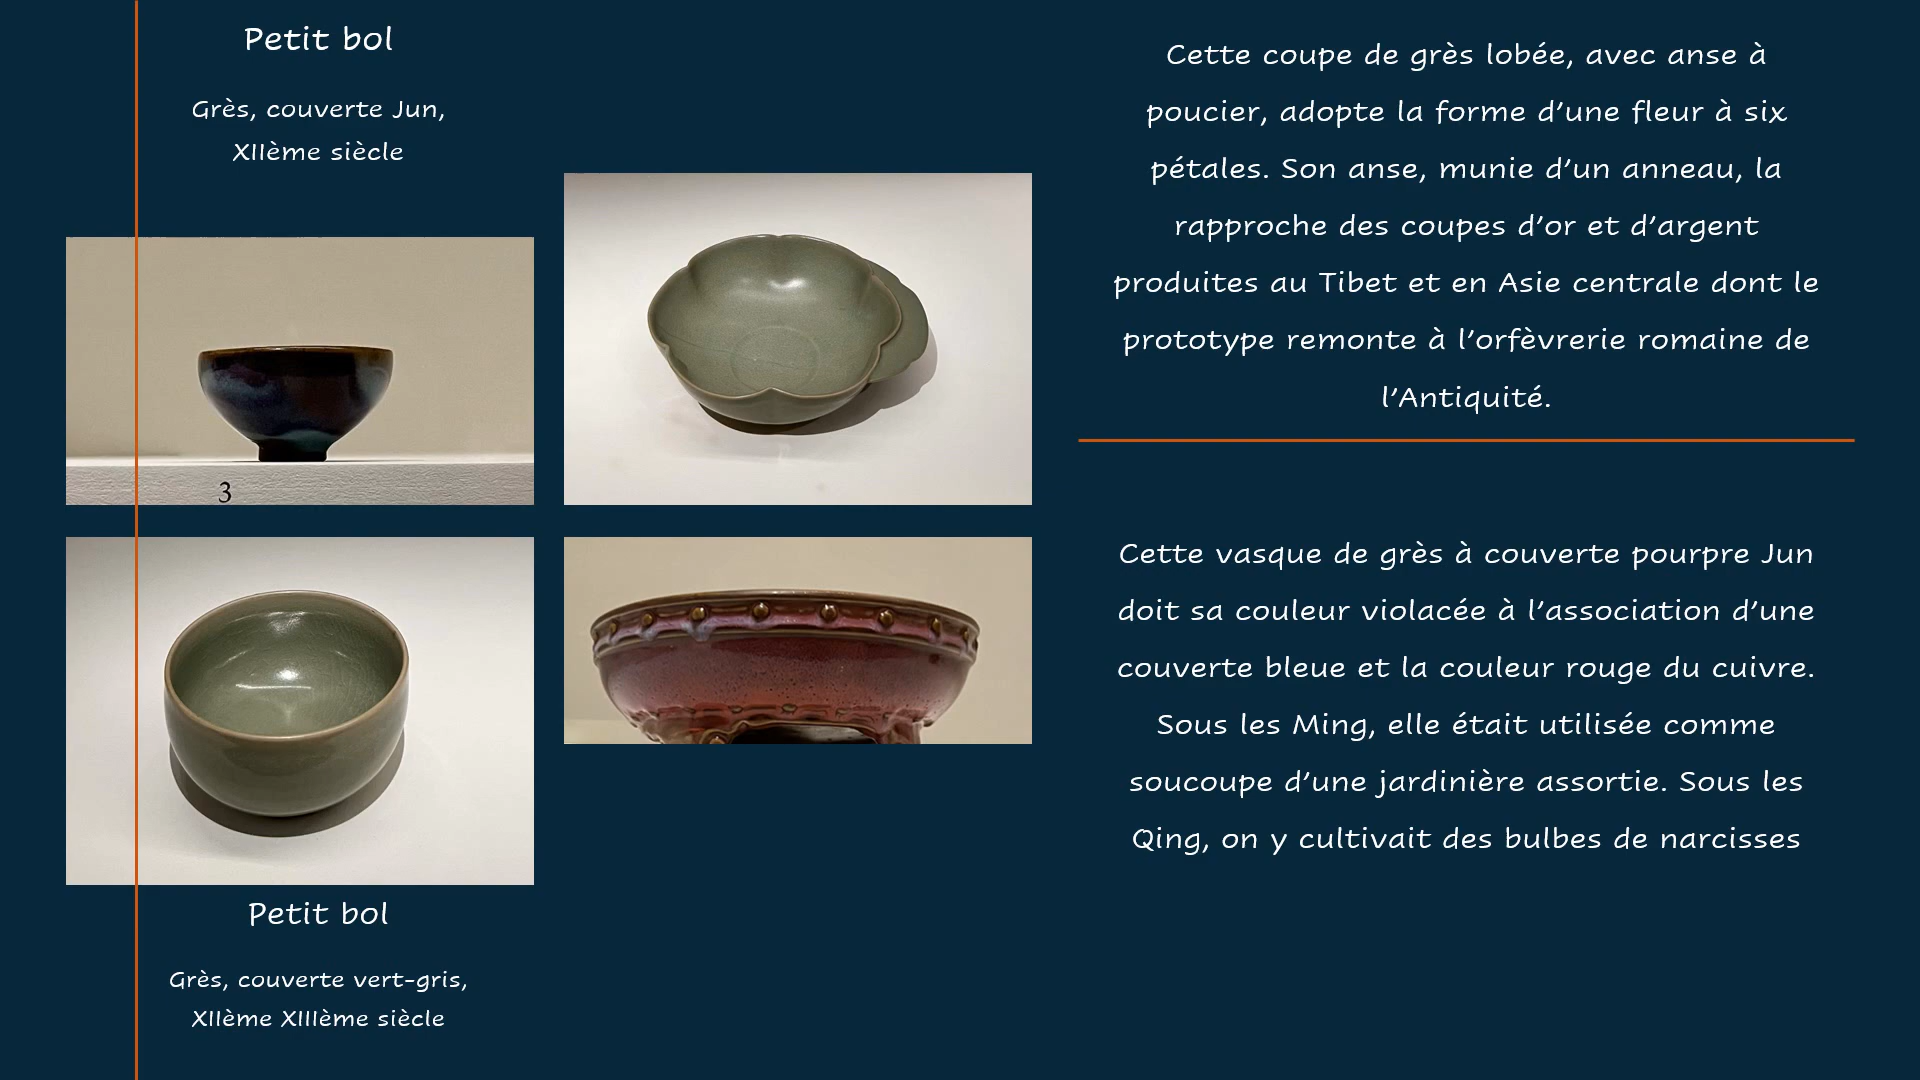 Petit bol
Grès, couverte Jun,
XIIème siècle
3
Petit bol
Grès, couverte vert-gris,
XIIème XIIIème siècle
Cette coupe de grès lobée, avec anse à
poucier, adopte la forme d’une fleur à six
pétales. Son anse, munie d’un anneau, la
rapproche des coupes d’or et d’argent
produites au Tibet et en Asie centrale dont le
prototype remonte à l’orfèvrerie romaine de
l’Antiquité.
Cette vasque de grès à couverte pourpre Jun
doit sa couleur violacée à l’association d’une
couverte bleue et la couleur rouge du cuivre.
Sous les Ming, elle était utilisée comme
soucoupe d’une jardinière assortie. Sous les
Qing, on y cultivait des bulbes de narcisses